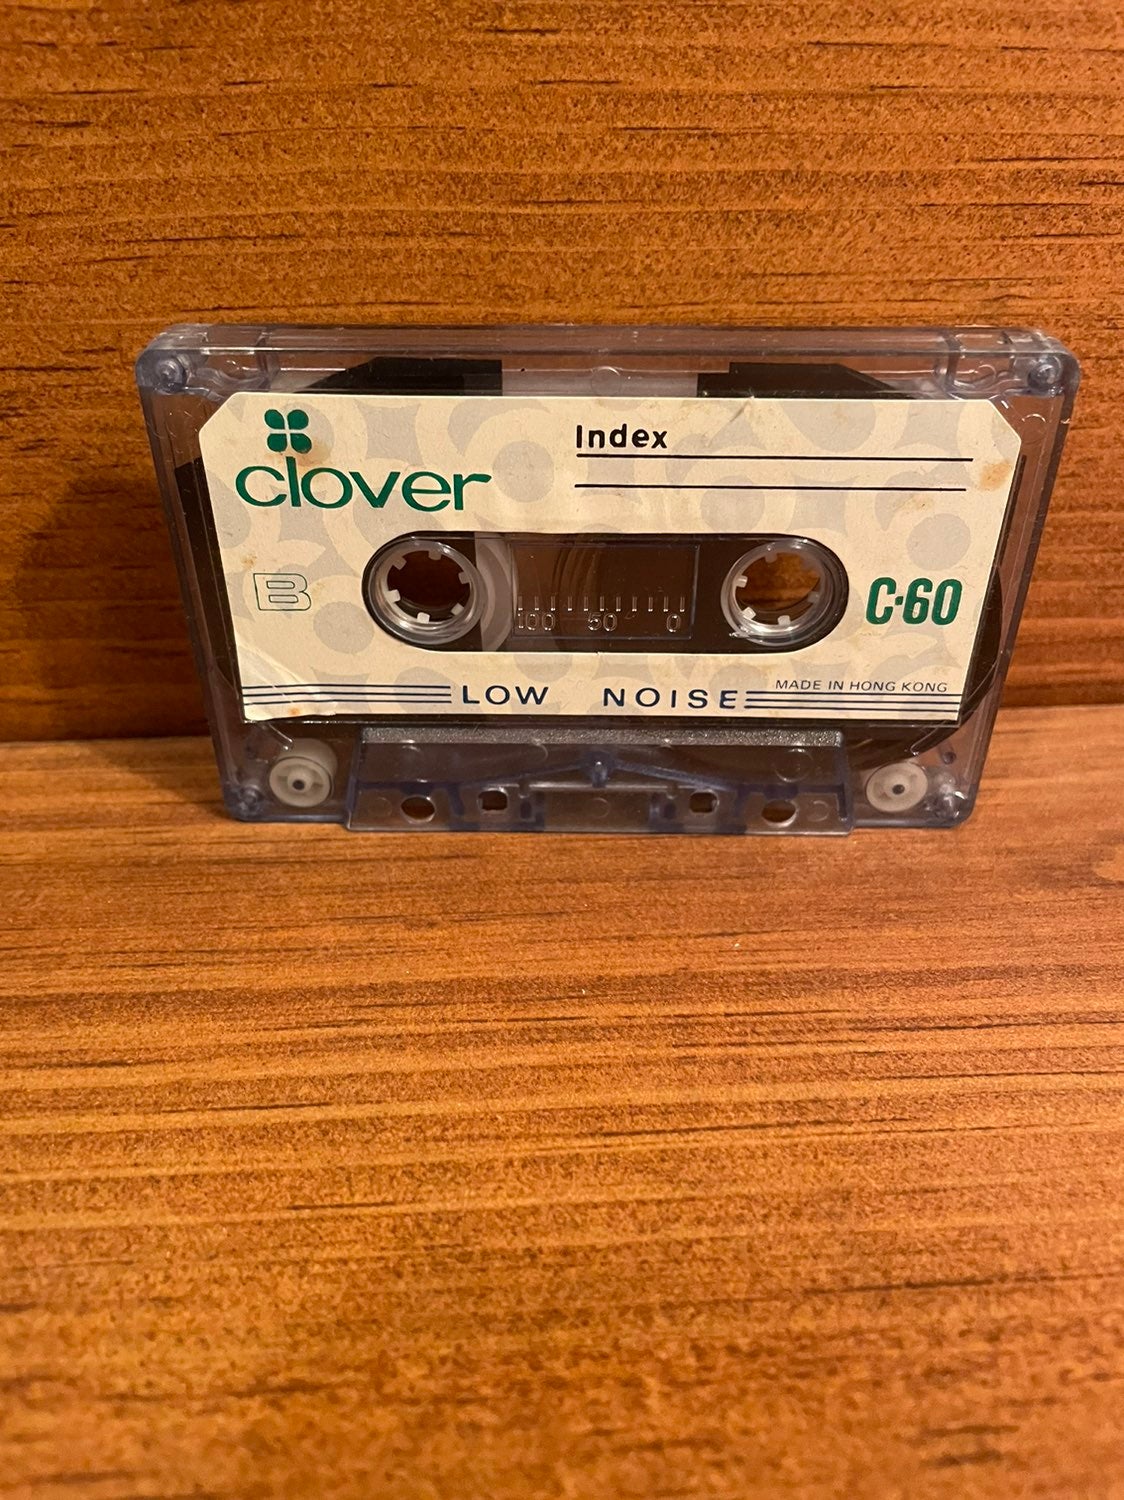 clover
Index
B
100 50 0
C·60
LOW NOISE
MADE IN HONG KONG